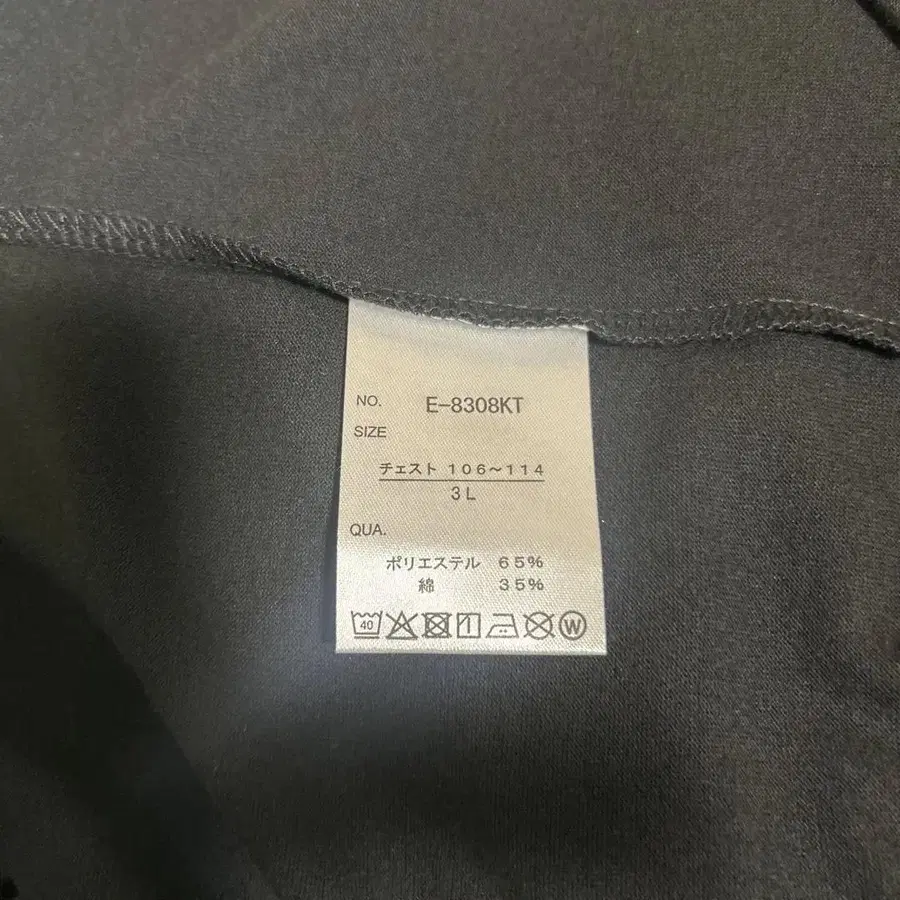 NO. E-8308KT
SIZE
チェスト 106〜114
3L
QUA.
ポリエステル 65%
綿 35%
40
W